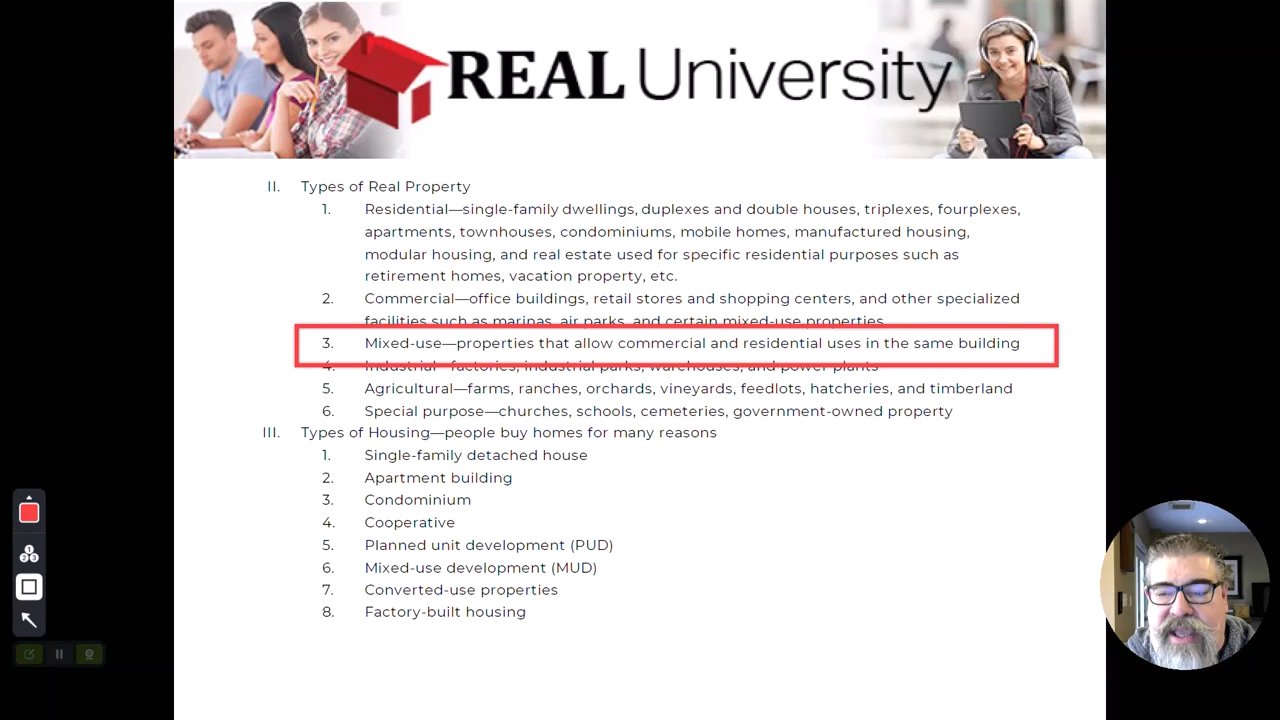 REAL University
II. Types of Real Property
1. Residential—single-family dwellings, duplexes and double houses, triplexes, fourplexes,
apartments, townhouses, condominiums, mobile homes, manufactured housing,
modular housing, and real estate used for specific residential purposes such as
retirement homes, vacation property, etc.
2. Commercial—office buildings, retail stores and shopping centers, and other specialized
facilities such as marinas, air parks, and certain mixed-use properties
3. Mixed-use—properties that allow commercial and residential uses in the same building
4. Industrial—factories, industrial parks, warehouses, and power plants
5. Agricultural—farms, ranches, orchards, vineyards, feedlots, hatcheries, and timberland
6. Special purpose—churches, schools, cemeteries, government-owned property
III. Types of Housing—people buy homes for many reasons
1. Single-family detached house
2. Apartment building
3. Condominium
4. Cooperative
5. Planned unit development (PUD)
6. Mixed-use development (MUD)
7. Converted-use properties
8. Factory-built housing